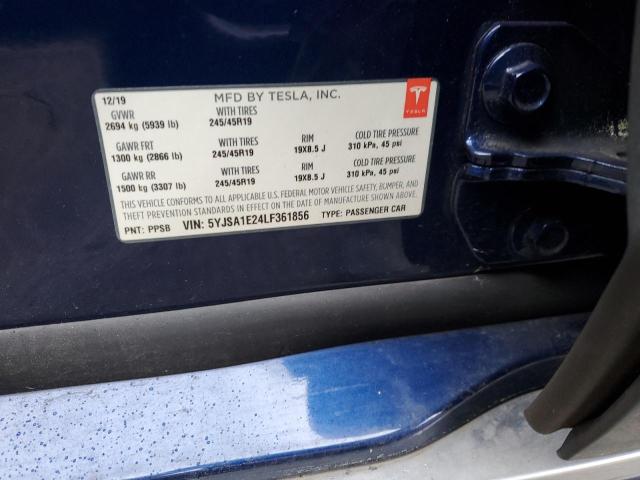 12/19 MFD BY TESLA, INC.
GVWR WITH TIRES
2694 kg (5939 lb) 245/45R19
TESLA
GAWR FRT WITH TIRES RIM COLD TIRE PRESSURE
1300 kg (2866 lb) 245/45R19 19X8.5 J 310 kPa, 45 psi
GAWR RR WITH TIRES RIM COLD TIRE PRESSURE
1500 kg (3307 lb) 245/45R19 19X8.5 J 310 kPa, 45 psi
THIS VEHICLE CONFORMS TO ALL APPLICABLE U.S. FEDERAL MOTOR VEHICLE SAFETY, BUMPER, AND
THEFT PREVENTION STANDARDS IN EFFECT ON THE DATE OF MANUFACTURE SHOWN ABOVE.
PNT: PPSB VIN: 5YJSA1E24LF361856 TYPE: PASSENGER CAR